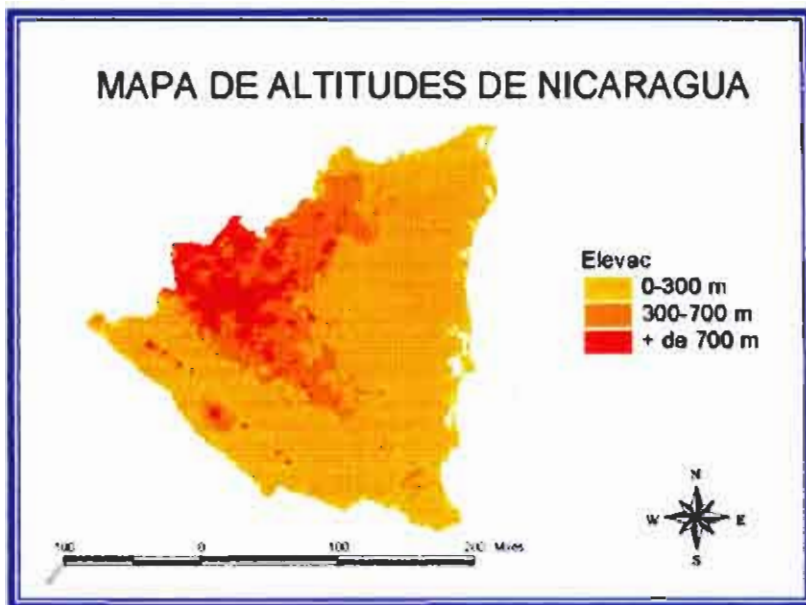 MAPA DE ALTITUDES DE NICARAGUA
Elevac
0-300 m
300-700 m
+ de 700 m
N
W E
S
100 0 100 200 Miles